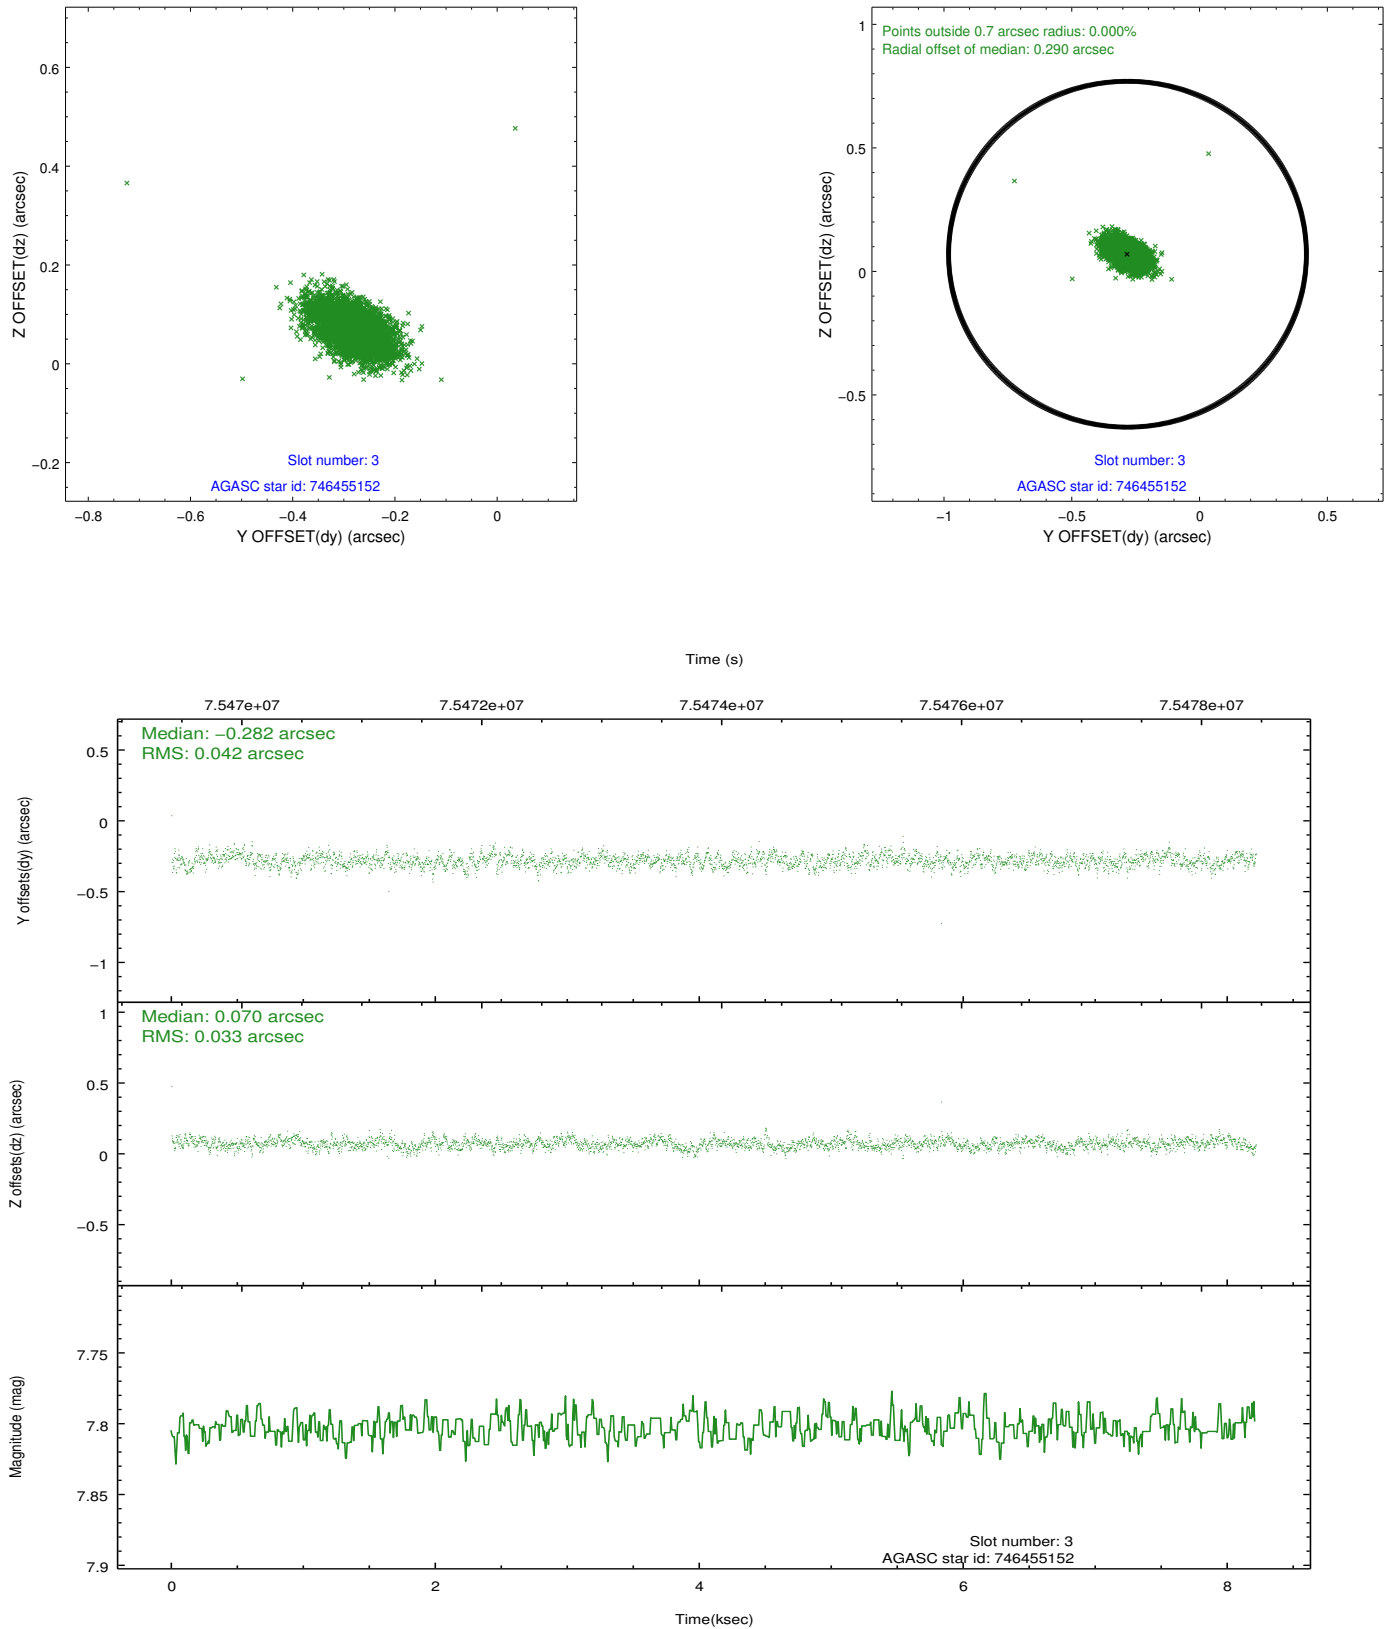 0.6
0.4
0.2
0
−0.2
Z OFFSET(dz) (arcsec)
−0.8 −0.6 −0.4 −0.2 0
Y OFFSET(dy) (arcsec)
Slot number: 3
AGASC star id: 746455152
Points outside 0.7 arcsec radius: 0.000%
Radial offset of median: 0.290 arcsec
1
0.5
0
−0.5
Z OFFSET(dz) (arcsec)
−1 −0.5 0 0.5
Y OFFSET(dy) (arcsec)
Slot number: 3
AGASC star id: 746455152
Time (s)
7.547e+07 7.5472e+07 7.5474e+07 7.5476e+07 7.5478e+07
Median: −0.282 arcsec
RMS: 0.042 arcsec
0.5
0
−0.5
−1
Y offsets(dy) (arcsec)
Median: 0.070 arcsec
RMS: 0.033 arcsec
1
0.5
0
−0.5
Z offsets(dz) (arcsec)
7.75
7.8
7.85
7.9
Magnitude (mag)
Slot number: 3
AGASC star id: 746455152
0 2 4 6 8
Time(ksec)